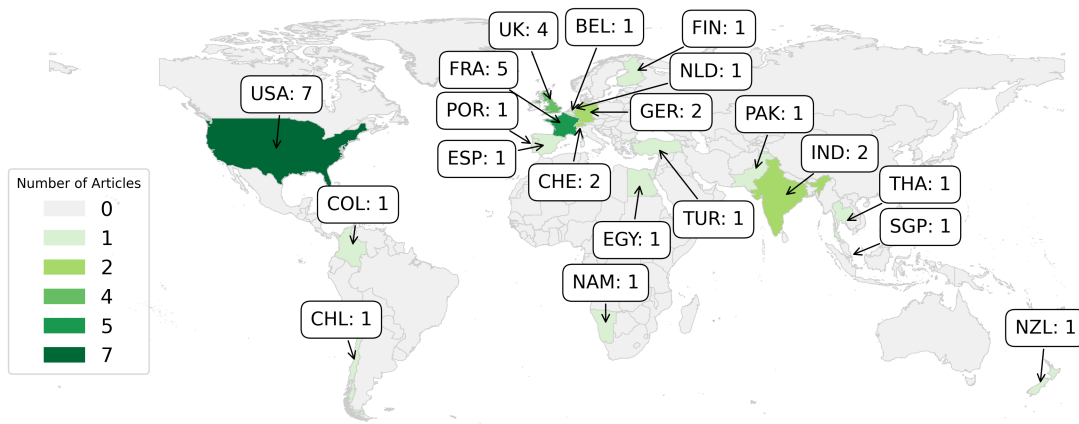 UK: 4
BEL: 1
FIN: 1
FRA: 5
NLD: 1
USA: 7
POR: 1
GER: 2
PAK: 1
ESP: 1
CHE: 2
IND: 2
THA: 1
COL: 1
TUR: 1
SGP: 1
EGY: 1
NAM: 1
CHL: 1
NZL: 1
Number of Articles
0
1
2
4
5
7